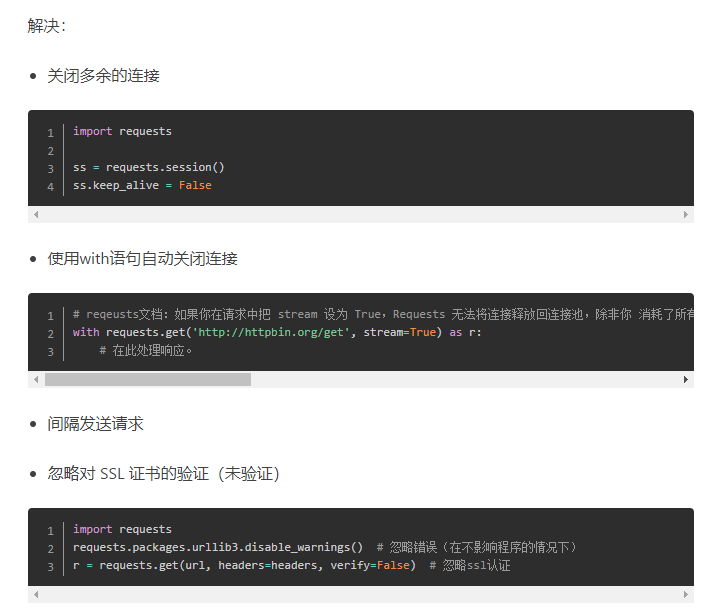 解决：
关闭多余的连接
1 import requests
2
3 ss = requests.session()
4 ss.keep_alive = False
使用with语句自动关闭连接
1 # reqeusts文档：如果你在请求中把 stream 设为 True，Requests 无法将连接释放回连接池，除非你 消耗了所有
2 with requests.get('http://httpbin.org/get', stream=True) as r:
3 # 在此处理响应。
间隔发送请求
忽略对 SSL 证书的验证（未验证）
1 import requests
2 requests.packages.urllib3.disable_warnings() # 忽略错误（在不影响程序的情况下）
3 r = requests.get(url, headers=headers, verify=False) # 忽略ssl认证